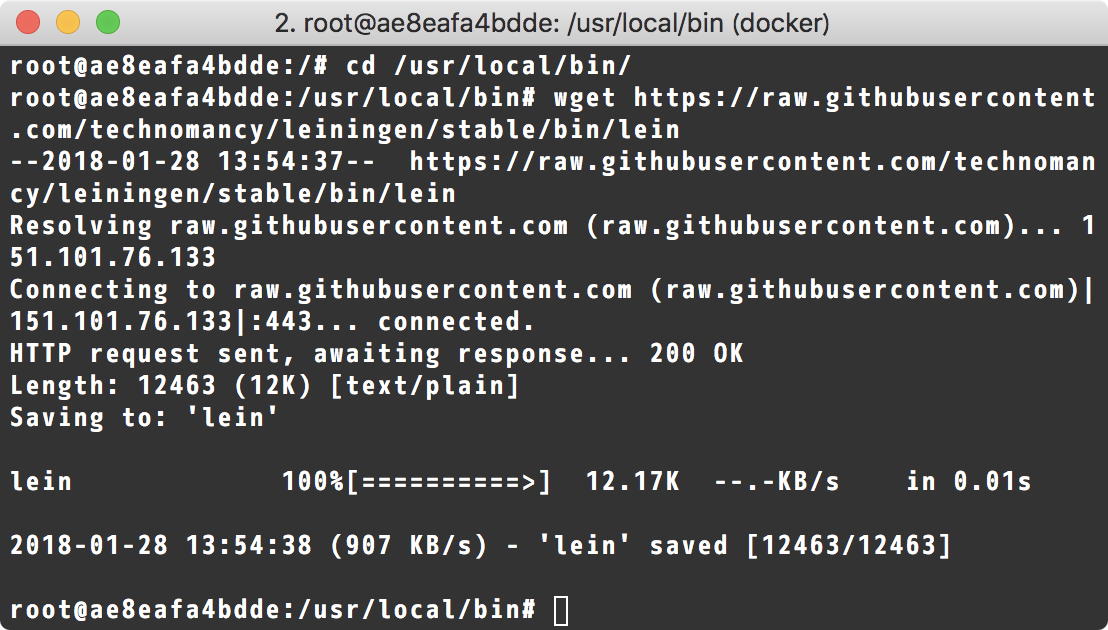 2. root@ae8eafa4bdde: /usr/local/bin (docker)
root@ae8eafa4bdde:/# cd /usr/local/bin/
root@ae8eafa4bdde:/usr/local/bin# wget https://raw.githubusercontent
.com/technomancy/leiningen/stable/bin/lein
--2018-01-28 13:54:37--  https://raw.githubusercontent.com/technoman
cy/leiningen/stable/bin/lein
Resolving raw.githubusercontent.com (raw.githubusercontent.com)... 1
51.101.76.133
Connecting to raw.githubusercontent.com (raw.githubusercontent.com)|
151.101.76.133|:443... connected.
HTTP request sent, awaiting response... 200 OK
Length: 12463 (12K) [text/plain]
Saving to: 'lein'
lein             100%[==========>]  12.17K  --.-KB/s    in 0.01s
2018-01-28 13:54:38 (907 KB/s) - 'lein' saved [12463/12463]
root@ae8eafa4bdde:/usr/local/bin#